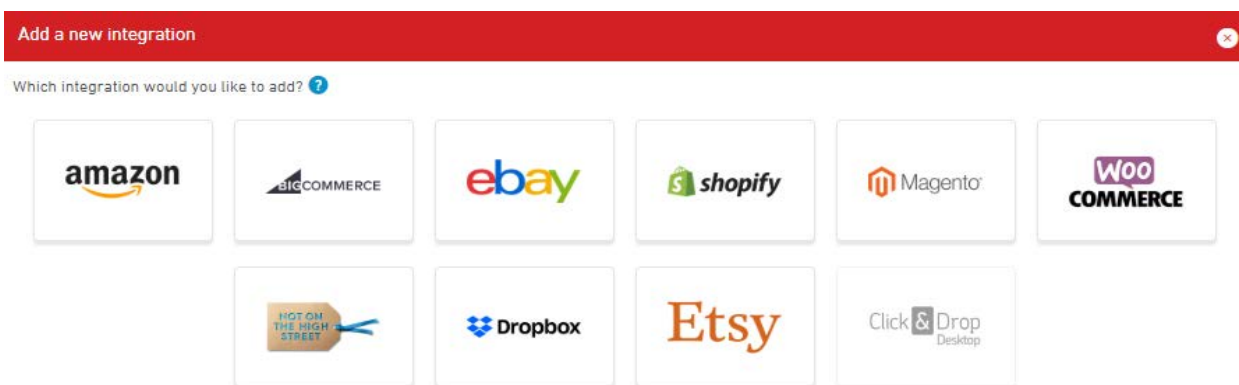 Add a new integration
Which integration would you like to add? ?
amazon
BIGCOMMERCE
ebay
shopify
Magento
WOO
COMMERCE
NOT ON
THE HIGH
STREET
Dropbox
Etsy
Click & Drop
Desktop